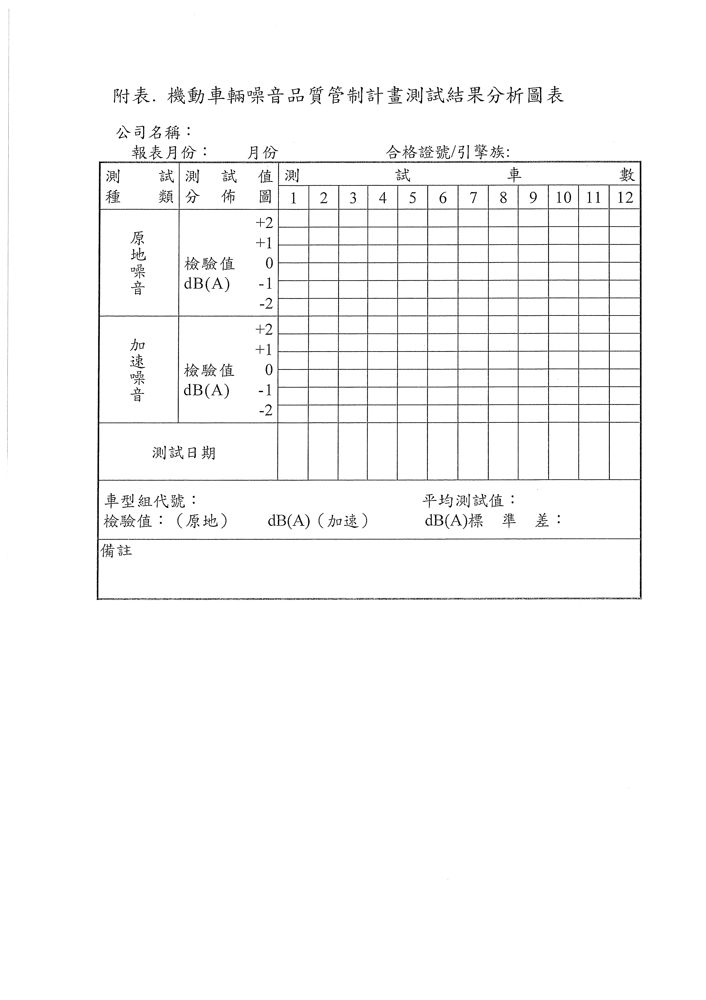 附表. 機動車輛噪音品質管制計畫測試結果分析圖表
公司名稱：
報表月份： 月份 合格證號/引擎族:
測試種類 測試值分佈圖 測試車數
1 2 3 4 5 6 7 8 9 10 11 12
原地噪音
+2
+1
檢驗值 0
dB(A) -1
-2
加速噪音
+2
+1
檢驗值 0
dB(A) -1
-2
測試日期
車型組代號： 平均測試值：
檢驗值：（原地） dB(A)（加速） dB(A)標 準 差：
備註